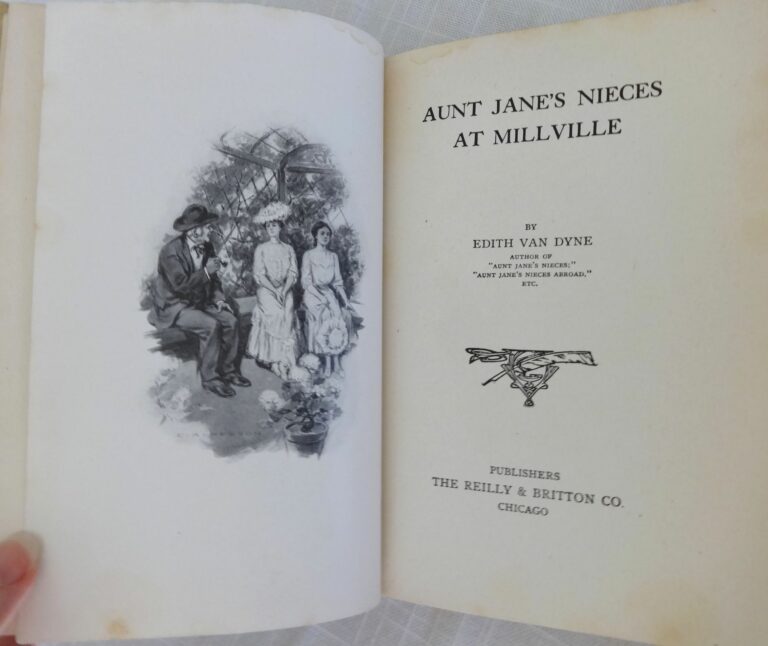 AUNT JANE'S NIECES
AT MILLVILLE
BY
EDITH VAN DYNE
AUTHOR OF
"AUNT JANE'S NIECES;"
"AUNT JANE'S NIECES ABROAD,"
ETC.
PUBLISHERS
THE REILLY & BRITTON CO.
CHICAGO